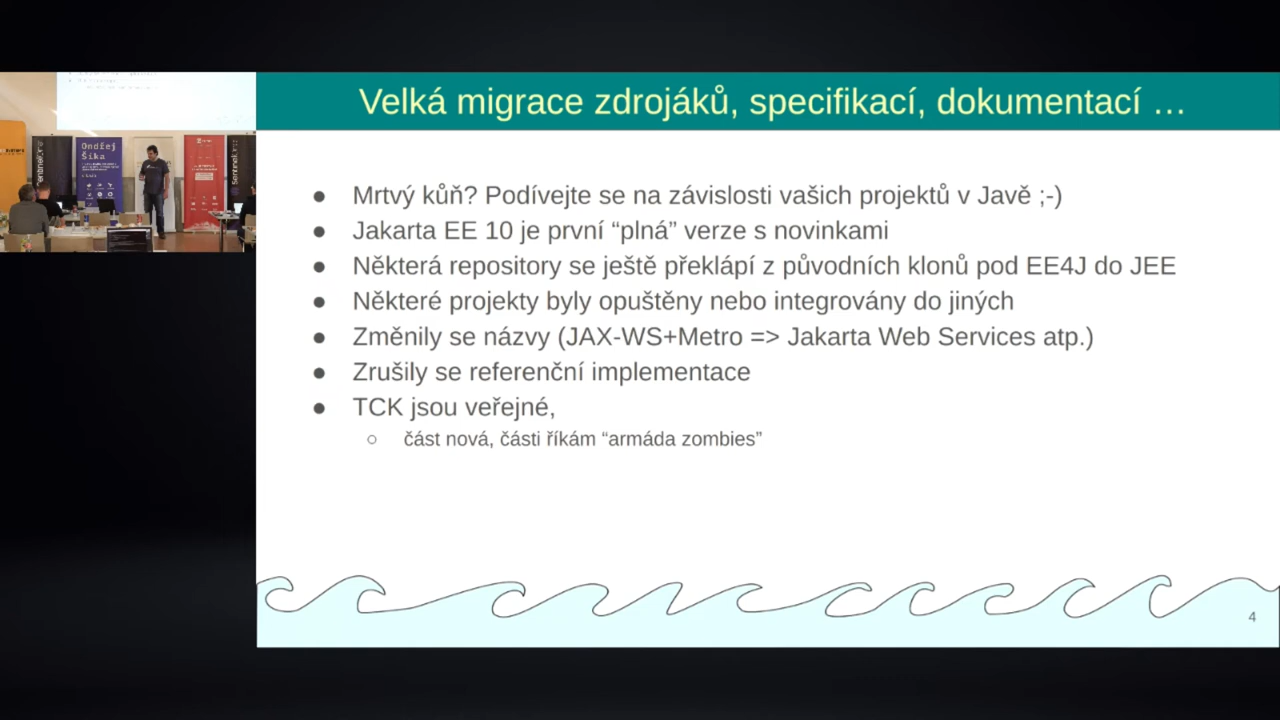 Velká migrace zdrojáků, specifikací, dokumentací …
Mrtvý kůň? Podívejte se na závislosti vašich projektů v Javě ;-)
Jakarta EE 10 je první “plná” verze s novinkami
Některá repository se ještě překlápí z původních klonů pod EE4J do JEE
Některé projekty byly opuštěny nebo integrovány do jiných
Změnily se názvy (JAX-WS+Metro => Jakarta Web Services atp.)
Zrušily se referenční implementace
TCK jsou veřejné,
část nová, části říkám “armáda zombies”
4
Ondřej
Šika